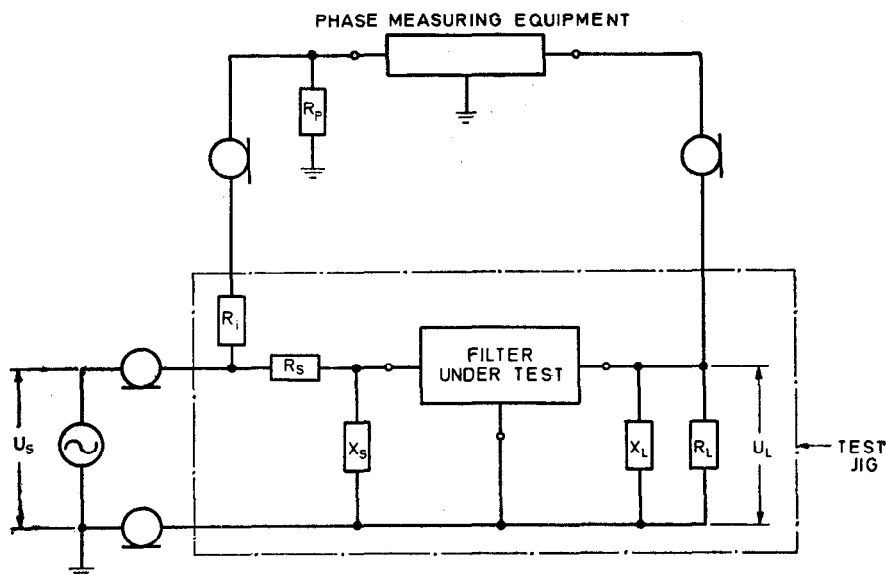 PHASE MEASURING EQUIPMENT
Rp
Ri
RS
FILTER
UNDER TEST
XS
XL
RL
UL
US
TEST
JIG